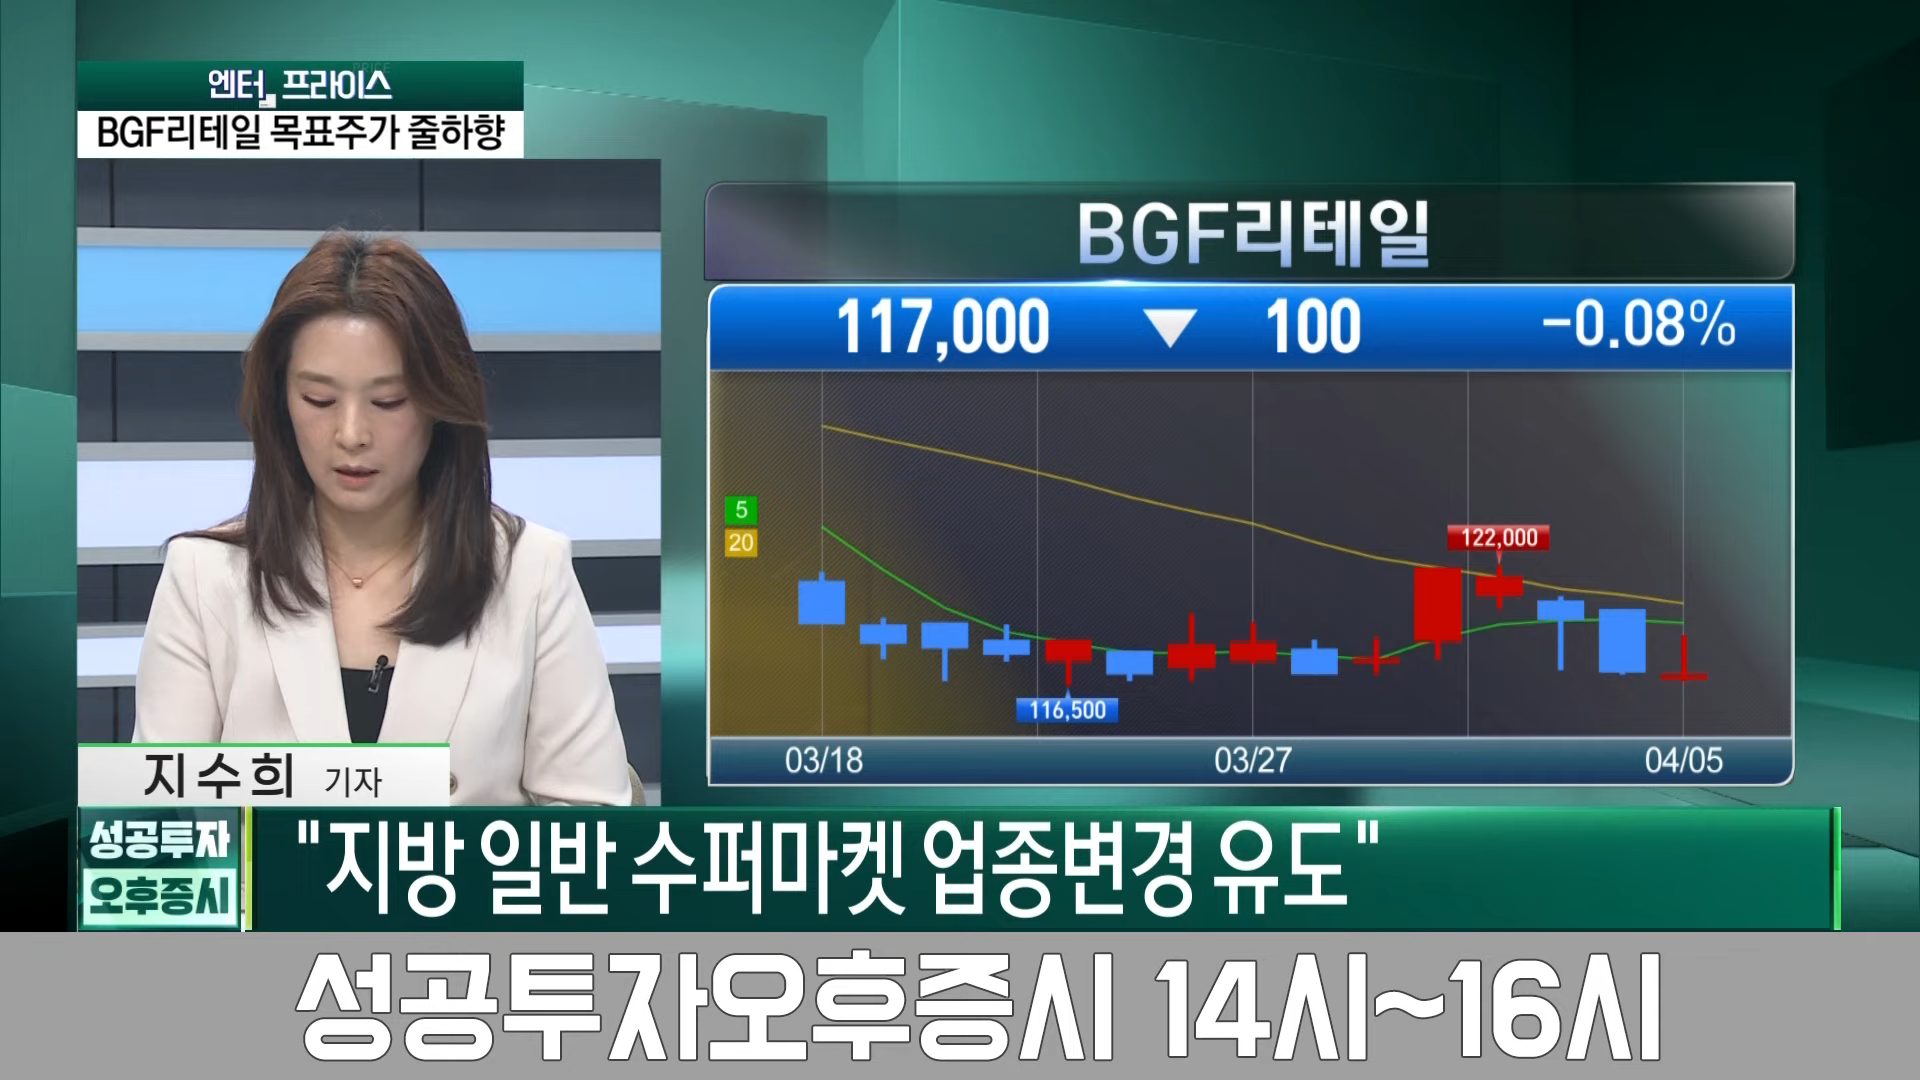 PRICE
엔터 프라이스
BGF리테일 목표주가 줄하향
BGF리테일
117,000 ▼ 100 -0.08%
5
20
122,000
116,500
03/18 03/27 04/05
지수희 기자
성공투자
오후증시
"지방 일반 수퍼마켓 업종변경 유도"
성공투자오후증시 14시~16시